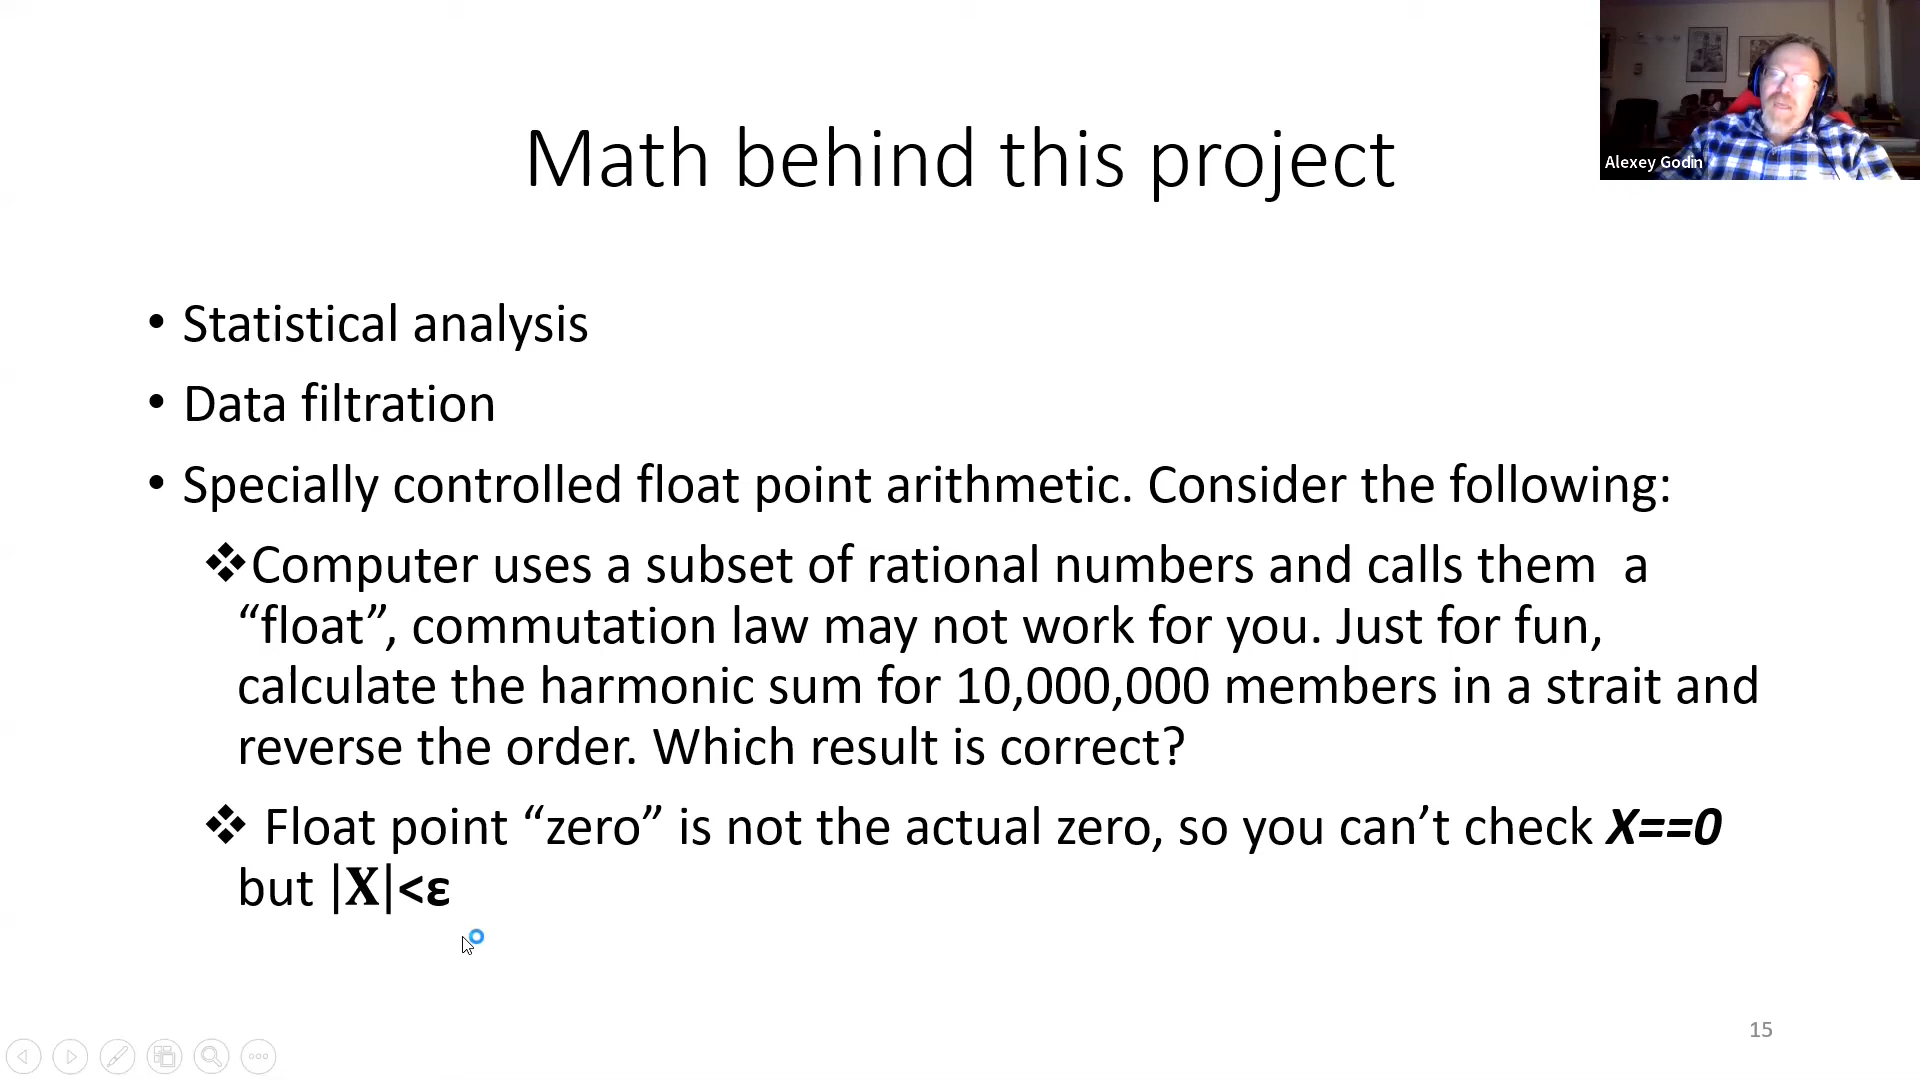 Alexey Godin
Math behind this project
• Statistical analysis
• Data filtration
• Specially controlled float point arithmetic. Consider the following:
❖Computer uses a subset of rational numbers and calls them  a
“float”, commutation law may not work for you. Just for fun,
calculate the harmonic sum for 10,000,000 members in a strait and
reverse the order. Which result is correct?
❖ Float point “zero” is not the actual zero, so you can’t check X==0
but |X|<ε
15